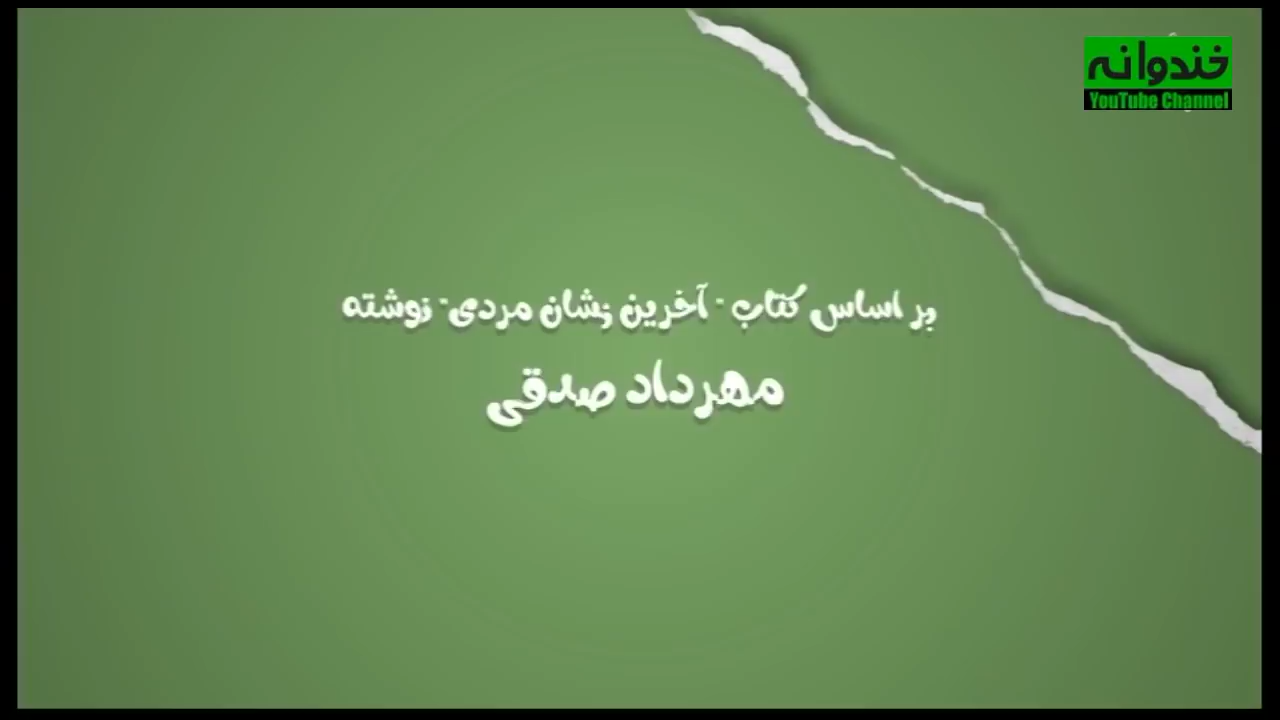 خندوانه
YouTube Channel
بر اساس کتاب - آخرین نشان مردی- نوشته
مهرداد صدقی